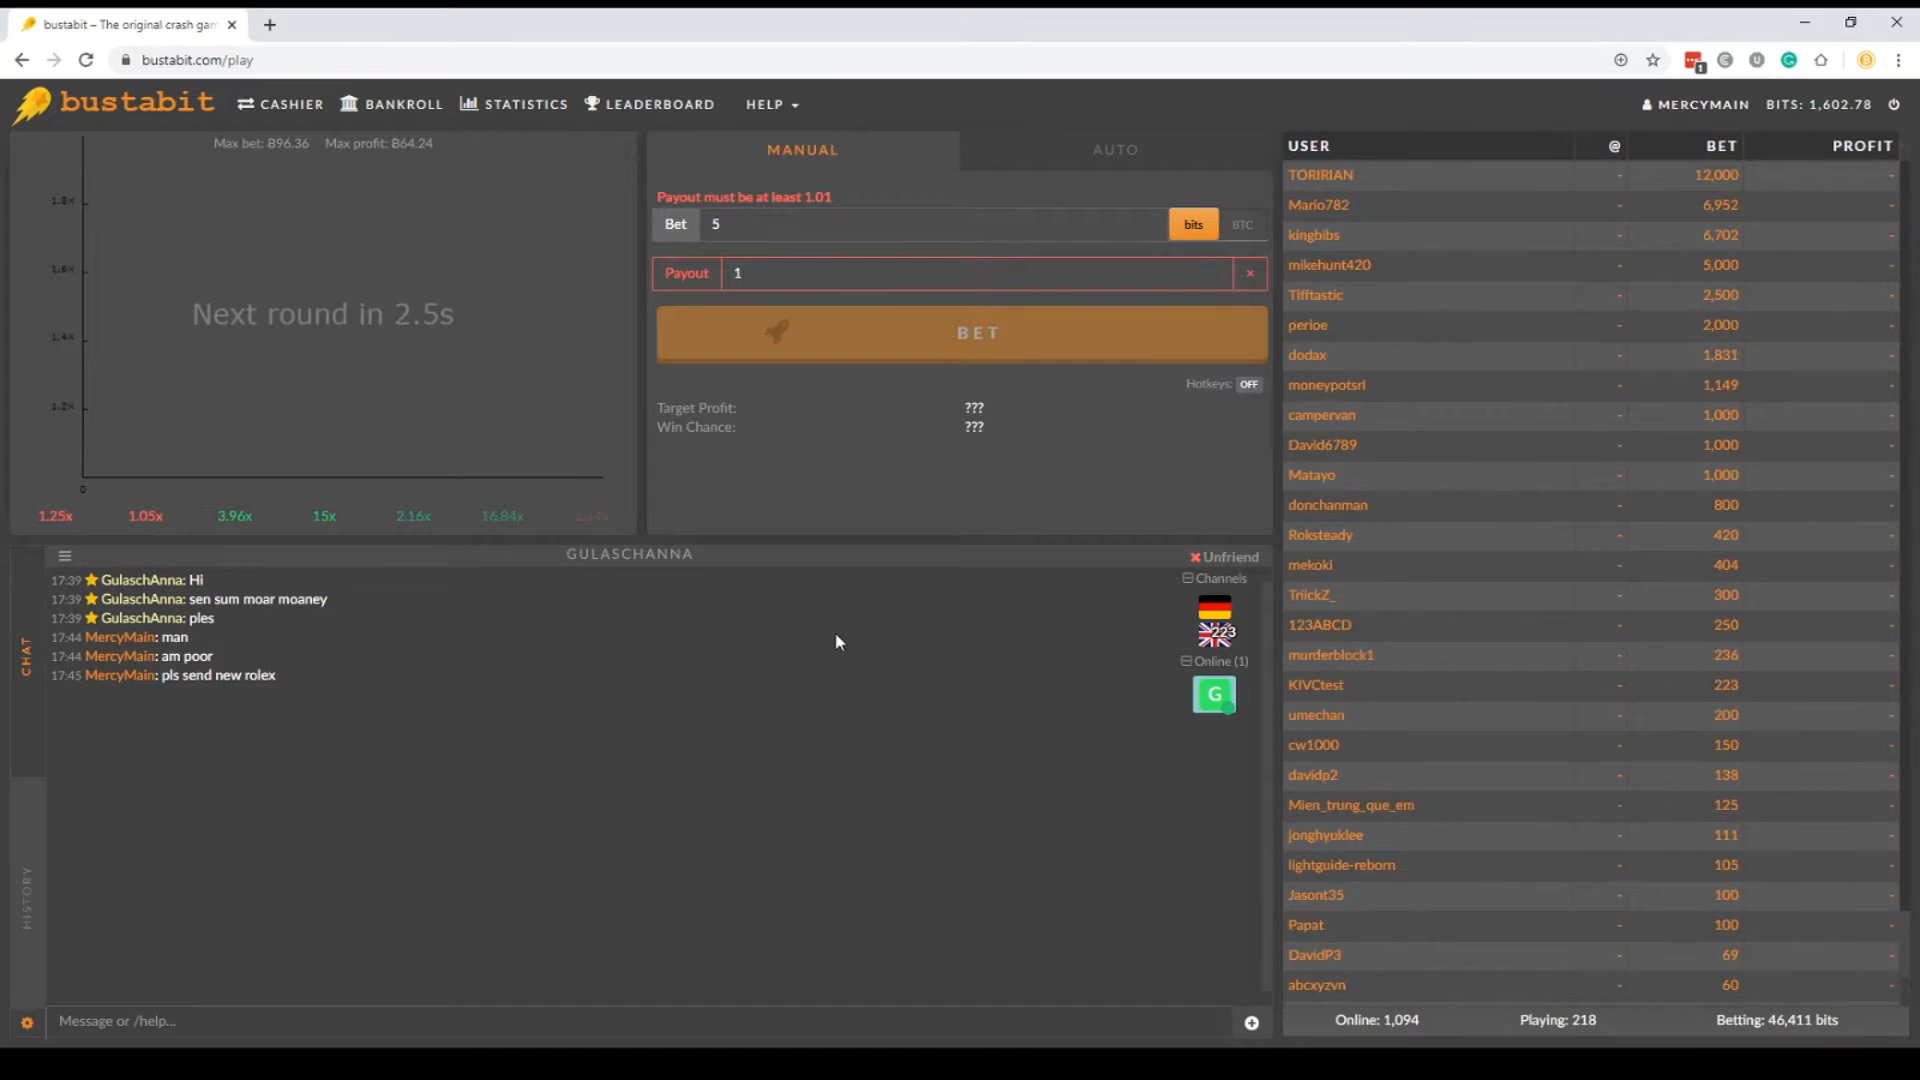 bustabit – The original crash gam
bustabit.com/play
1
bustabit
CASHIER
BANKROLL
STATISTICS
LEADERBOARD
HELP
MERCYMAIN
BITS: 1,602.78
Max bet: Ƀ96.36 Max profit: Ƀ64.24
1.8x
1.6x
1.4x
1.2x
0
Next round in 2.5s
1.25x 1.05x 3.96x 15x 2.16x 16.84x
MANUAL
AUTO
Payout must be at least 1.01
Bet 5 bits BTC
Payout 1 ×
BET
Hotkeys: OFF
Target Profit: ???
Win Chance: ???
GULASCHANNA
Unfriend
CHAT
HISTORY
17:39 GulaschAnna: Hi
17:39 GulaschAnna: sen sum moar moaney
17:39 GulaschAnna: ples
17:44 MercyMain: man
17:44 MercyMain: am poor
17:45 MercyMain: pls send new rolex
Channels
223
Online (1)
G
Message or /help...
USER @ BET PROFIT
TORIRIAN - 12,000 -
Mario782 - 6,952 -
kingbibs - 6,702 -
mikehunt420 - 5,000 -
Tifftastic - 2,500 -
perioe - 2,000 -
dodax - 1,831 -
moneypotsrl - 1,149 -
campervan - 1,000 -
David6789 - 1,000 -
Matayo - 1,000 -
donchanman - 800 -
Roksteady - 420 -
mekoki - 404 -
TriickZ_ - 300 -
123ABCD - 250 -
murderblock1 - 236 -
KIVCtest - 223 -
umechan - 200 -
cw1000 - 150 -
davidp2 - 138 -
Mien_trung_que_em - 125 -
jonghyuklee - 111 -
lightguide-reborn - 105 -
Jasont35 - 100 -
Papat - 100 -
DavidP3 - 69 -
abcxyzvn - 60 -
Online: 1,094 Playing: 218 Betting: 46,411 bits